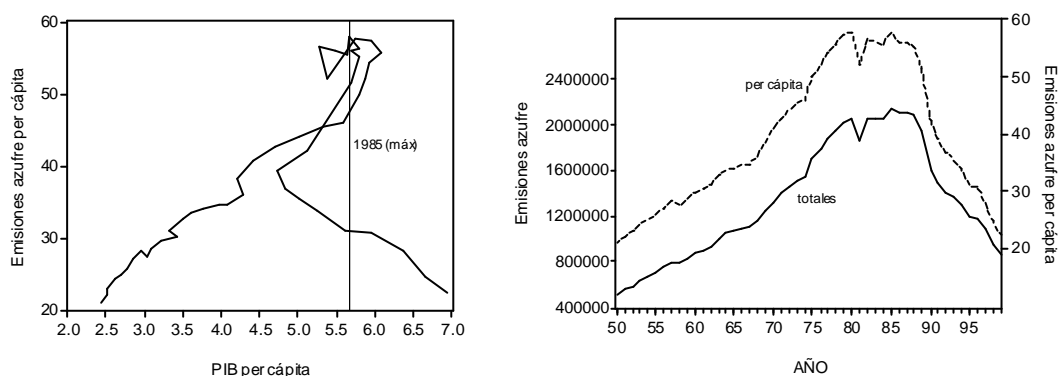 60
50
40
30
20
2.0 2.5 3.0 3.5 4.0 4.5 5.0 5.5 6.0 6.5 7.0
Emisiones azufre per cápita
PIB per cápita
1985 (máx)
2400000
2000000
1600000
1200000
800000
400000
Emisiones azufre
60
50
40
30
20
Emisiones azufre per cápita
50 55 60 65 70 75 80 85 90 95
AÑO
per cápita
totales